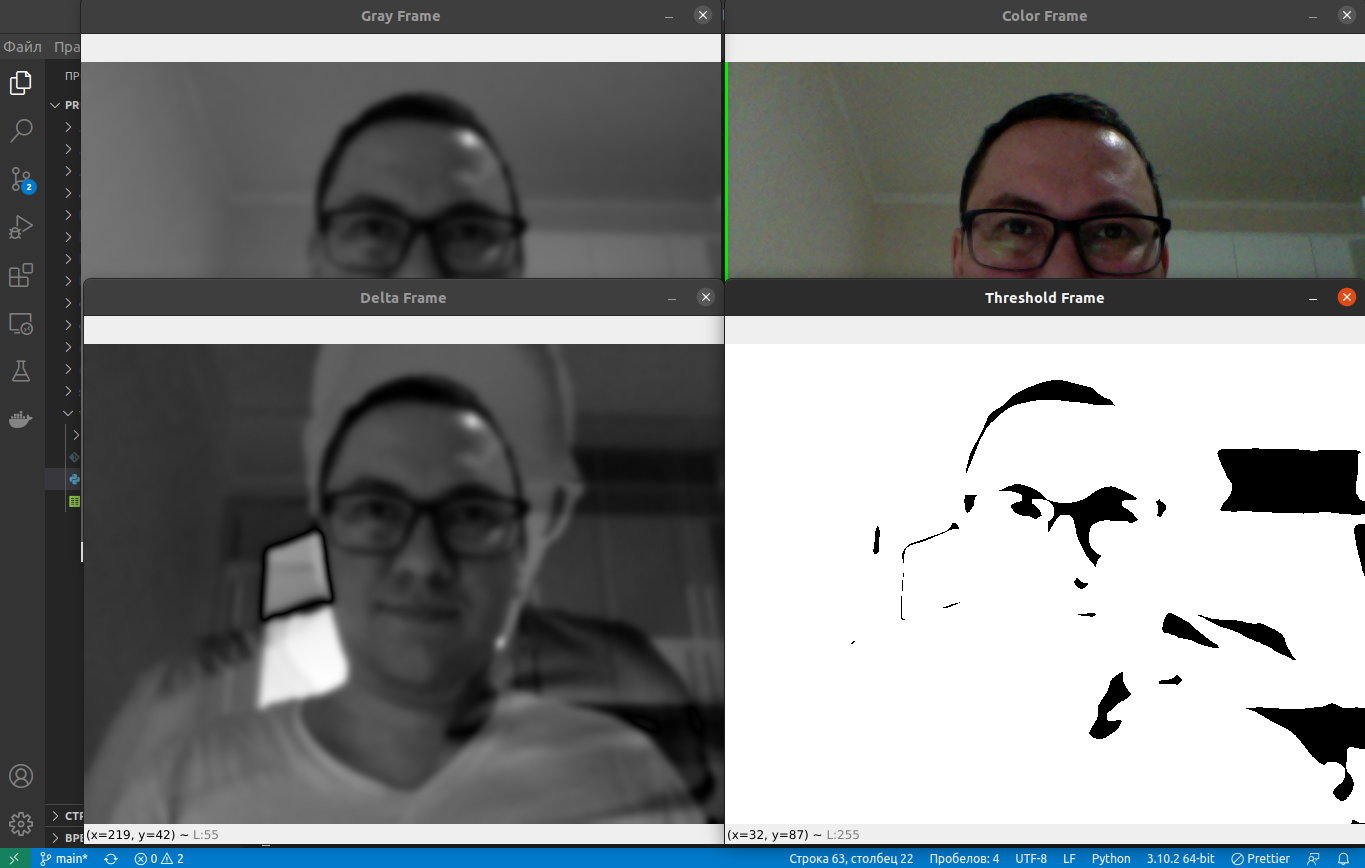 Gray Frame
Color Frame
Файл Пра
ПР
PR
2
Delta Frame
Threshold Frame
(x=219, y=42) ~ L:55
(x=32, y=87) ~ L:255
СТР
ВРЕ
main* 0 2 Строка 63, столбец 22 Пробелов: 4 UTF-8 LF Python 3.10.2 64-bit Prettier